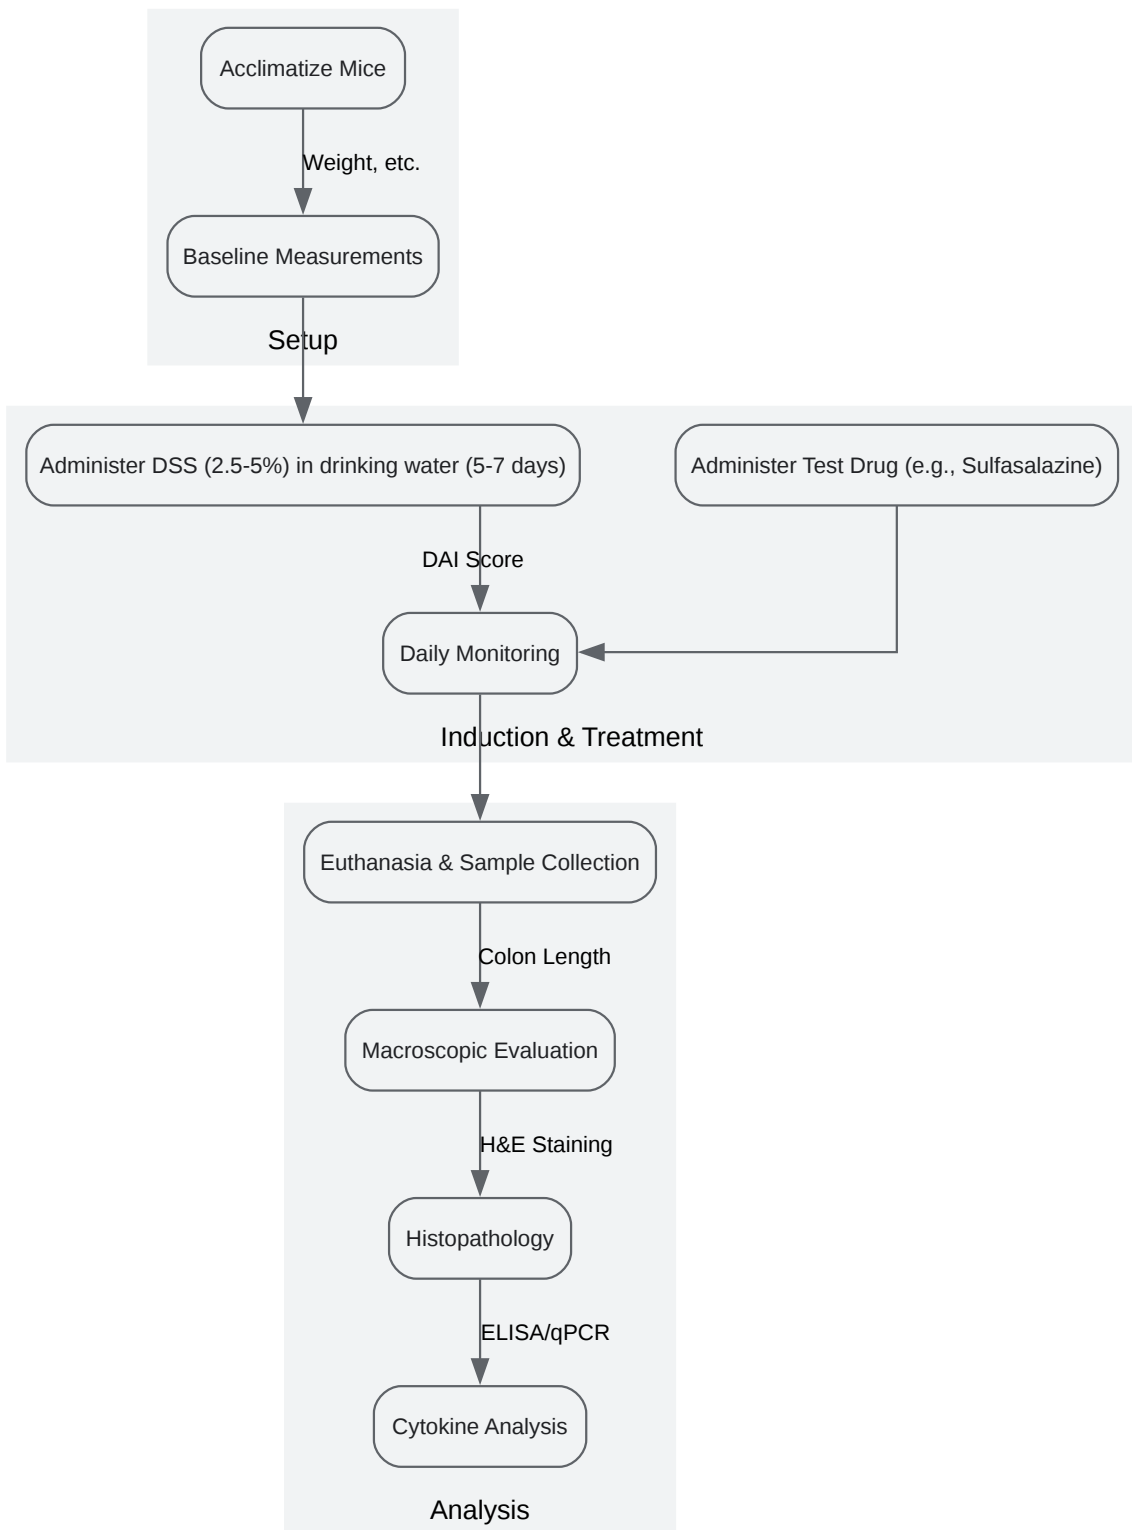 Acclimatize Mice
Weight, etc.
Baseline Measurements
Setup
Administer DSS (2.5-5%) in drinking water (5-7 days)
Administer Test Drug (e.g., Sulfasalazine)
DAI Score
Daily Monitoring
Induction & Treatment
Euthanasia & Sample Collection
Colon Length
Macroscopic Evaluation
H&E Staining
Histopathology
ELISA/qPCR
Cytokine Analysis
Analysis